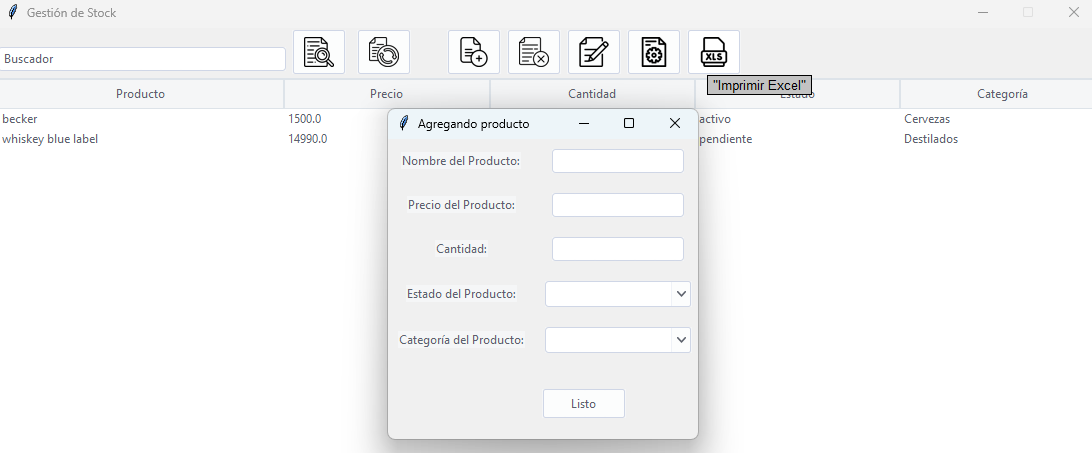 Gestión de Stock
Buscador
XLS
"Imprimir Excel"
Producto Precio Cantidad Estado Categoría
becker 1500.0 activo Cervezas
whiskey blue label 14990.0 pendiente Destilados
Agregando producto
Nombre del Producto:
Precio del Producto:
Cantidad:
Estado del Producto:
Categoría del Producto:
Listo